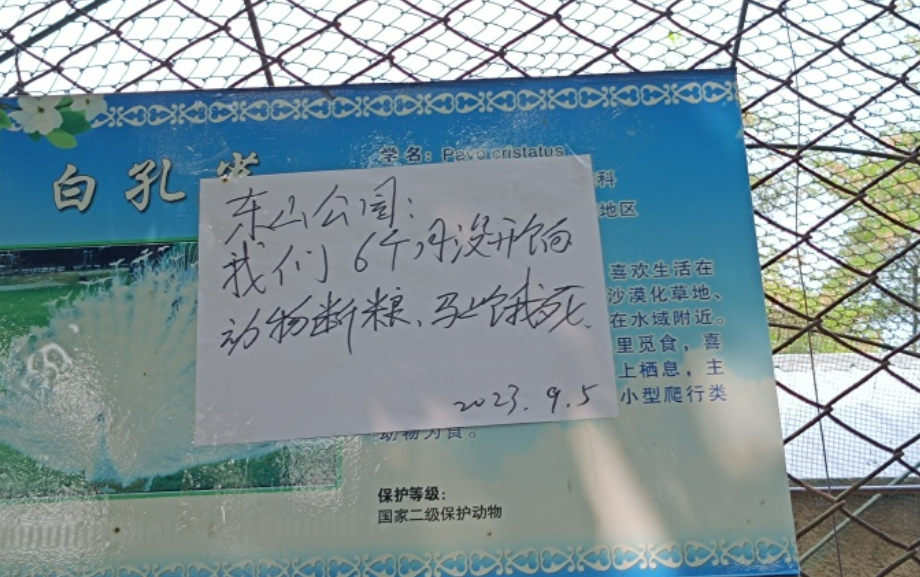 白孔雀
学名：Pavo cristatus
科
地区
喜欢生活在
沙漠化草地、
在水域附近。
里觅食，喜
上栖息，主
小型爬行类
动物为食。
保护等级：
国家二级保护动物
东山公园：
我们6个月没开饷
动物断粮、马上饿死.
2023.9.5